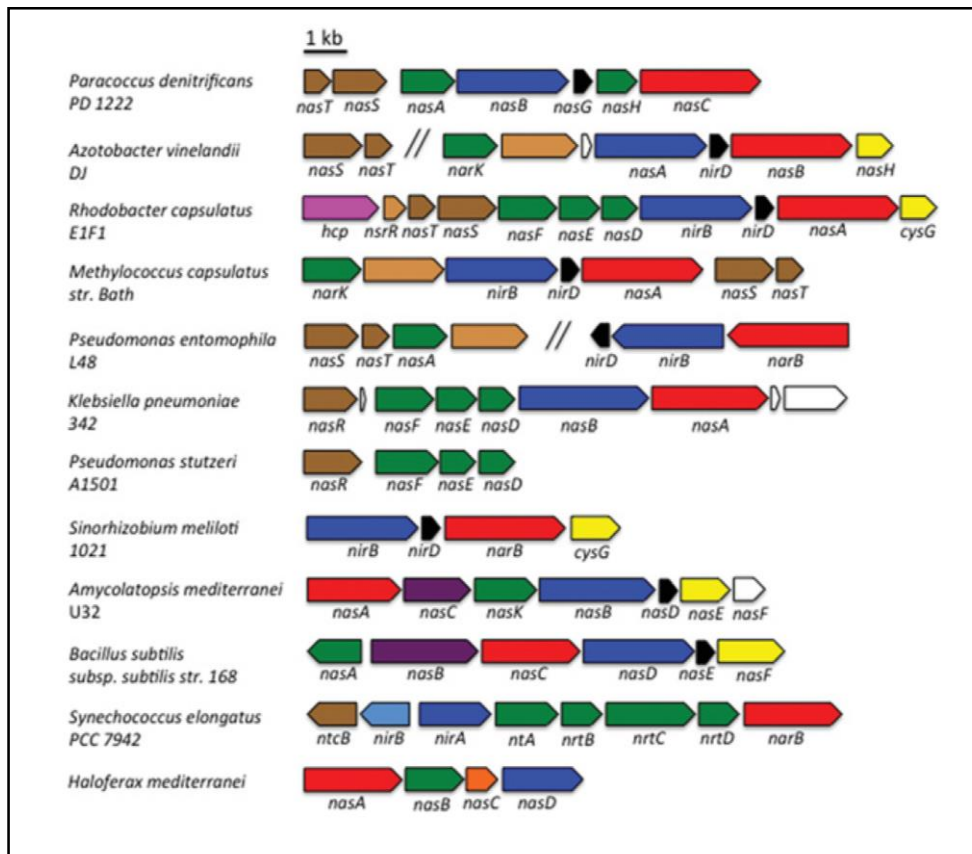 1 kb
Paracoccus denitrificans
PD 1222
nasT nasS nasA nasB nasG nasH nasC
Azotobacter vinelandii
DJ
nasS nasT narK nasA nirD nasB nasH
Rhodobacter capsulatus
E1F1
hcp nsrR nasT nasS nasF nasE nasD nirB nirD nasA cysG
Methylococcus capsulatus
str. Bath
narK nirB nirD nasA nasS nasT
Pseudomonas entomophila
L48
nasS nasT nasA nirD nirB narB
Klebsiella pneumoniae
342
nasR nasF nasE nasD nasB nasA
Pseudomonas stutzeri
A1501
nasR nasF nasE nasD
Sinorhizobium meliloti
1021
nirB nirD narB cysG
Amycolatopsis mediterranei
U32
nasA nasC nasK nasB nasD nasE nasF
Bacillus subtilis
subsp. subtilis str. 168
nasA nasB nasC nasD nasE nasF
Synechococcus elongatus
PCC 7942
ntcB nirB nirA ntA nrtB nrtC nrtD narB
Haloferax mediterranei
nasA nasB nasC nasD